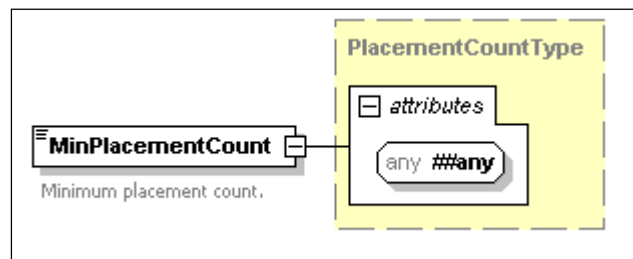 PlacementCountType
attributes
MinPlacementCount
any ##any
Minimum placement count.